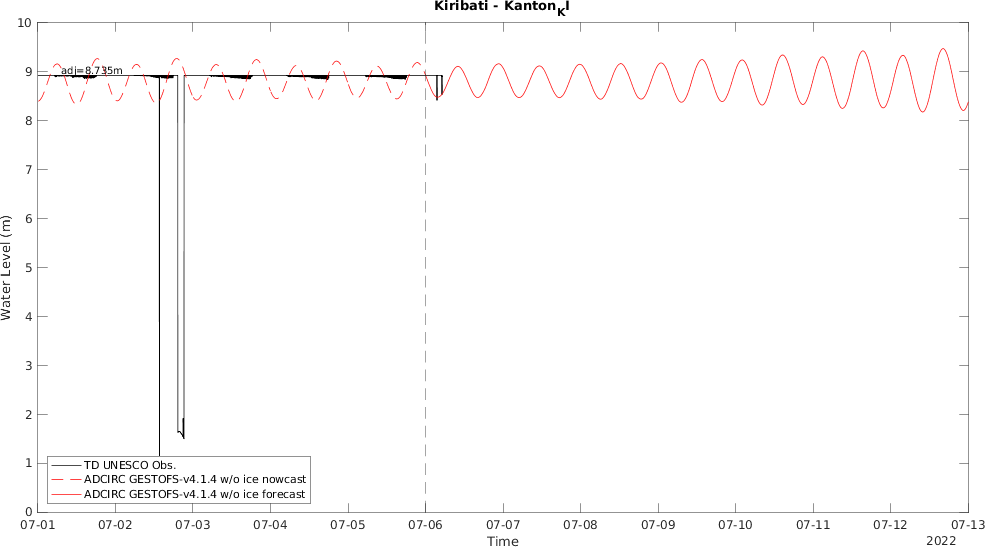 Kiribati - Kanton_KI
10
9
8
7
6
5
4
3
2
1
0
Water Level (m)
adj=8.735m
TD UNESCO Obs.
ADCIRC GESTOFS-v4.1.4 w/o ice nowcast
ADCIRC GESTOFS-v4.1.4 w/o ice forecast
07-01 07-02 07-03 07-04 07-05 07-06 07-07 07-08 07-09 07-10 07-11 07-12 07-13
Time
2022